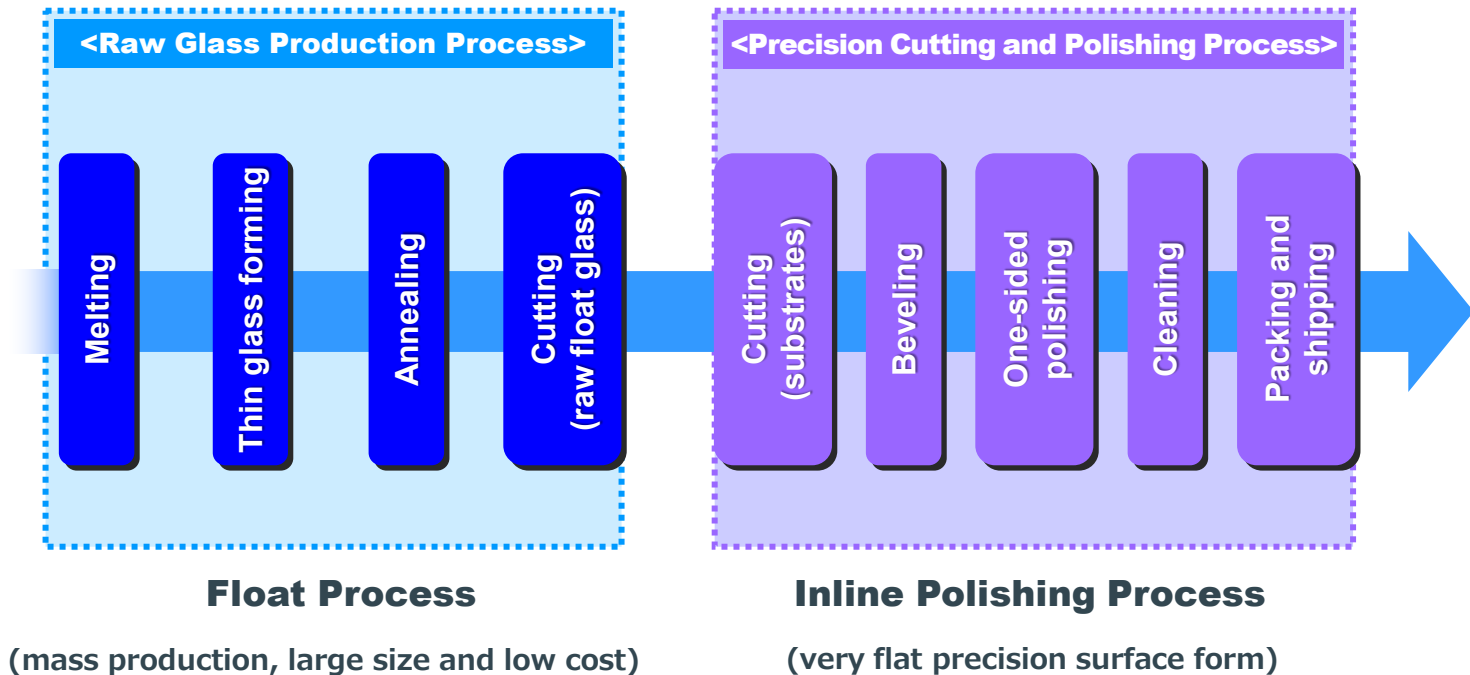 <Raw Glass Production Process>
Melting
Thin glass forming
Annealing
Cutting
(raw float glass)
<Precision Cutting and Polishing Process>
Cutting
(substrates)
Beveling
One-sided
polishing
Cleaning
Packing and
shipping
Float Process
(mass production, large size and low cost)
Inline Polishing Process
(very flat precision surface form)